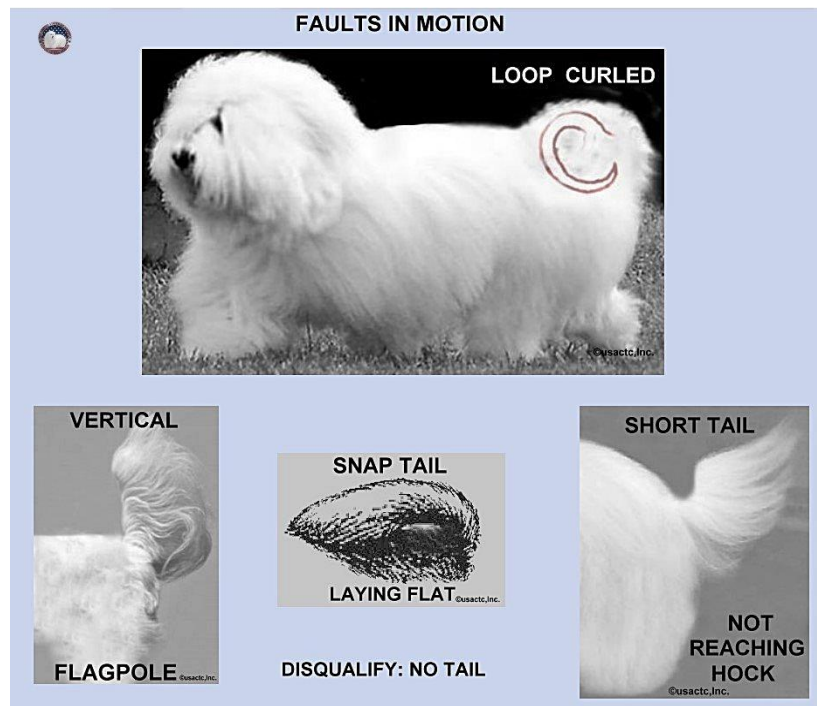 FAULTS IN MOTION
LOOP CURLED
©usactc,Inc.
VERTICAL
FLAGPOLE ©usactc,Inc.
SNAP TAIL
LAYING FLAT ©usactc,Inc.
DISQUALIFY: NO TAIL
SHORT TAIL
NOT
REACHING
HOCK
©usactc,Inc.